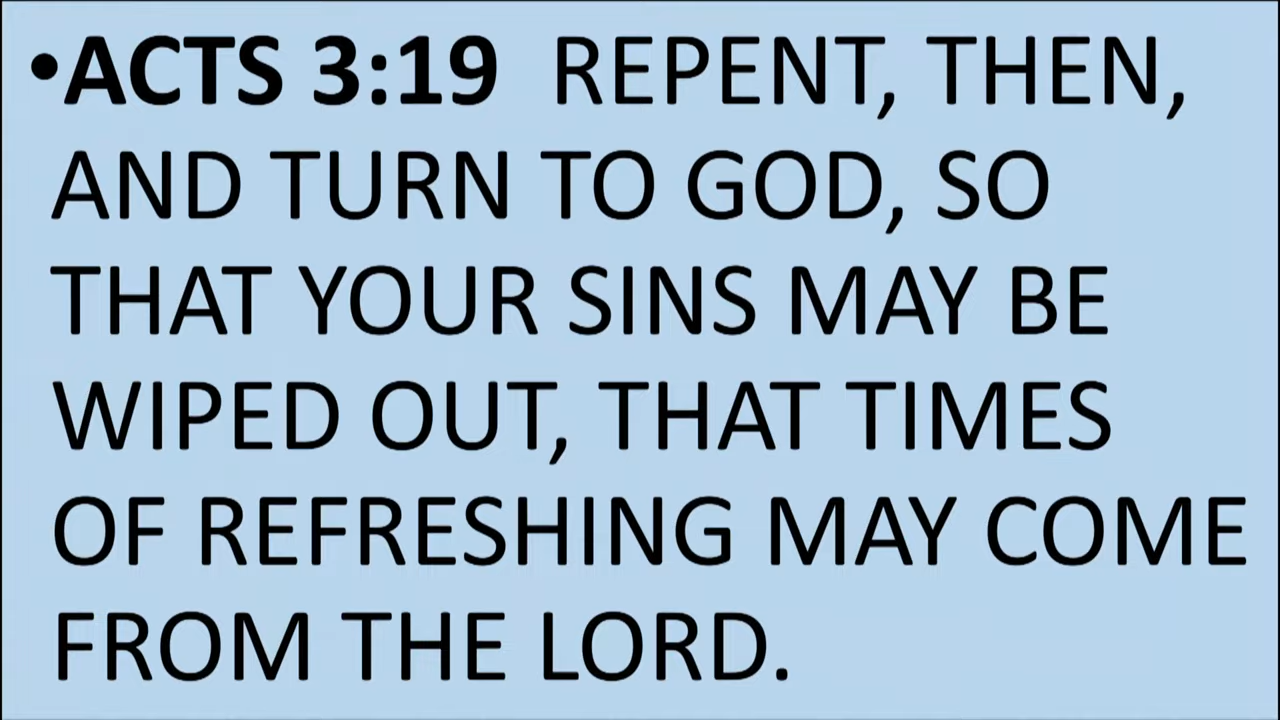 •ACTS 3:19 REPENT, THEN,
AND TURN TO GOD, SO
THAT YOUR SINS MAY BE
WIPED OUT, THAT TIMES
OF REFRESHING MAY COME
FROM THE LORD.